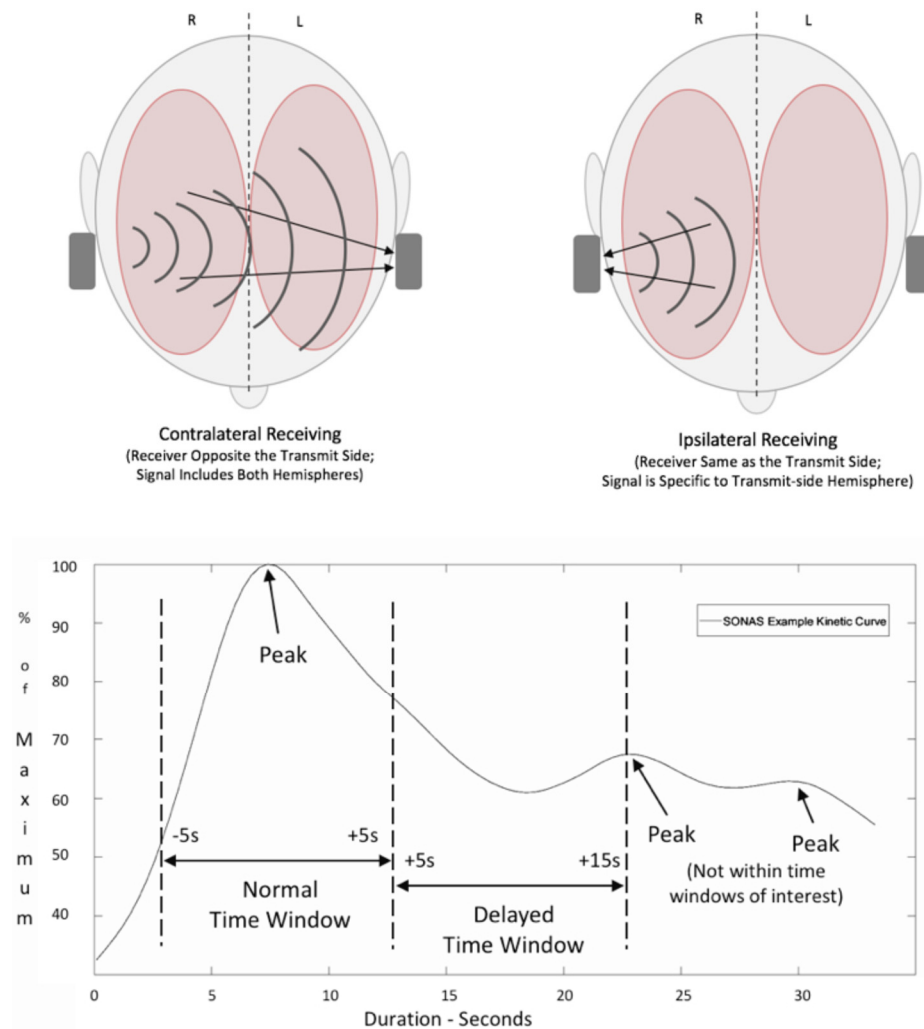 R L
Contralateral Receiving
(Receiver Opposite the Transmit Side;
Signal Includes Both Hemispheres)
R L
Ipsilateral Receiving
(Receiver Same as the Transmit Side;
Signal is Specific to Transmit-side Hemisphere)
% of Maximum
100
90
80
70
60
50
40
SONAS Example Kinetic Curve
Peak
-5s +5s
Normal
Time Window
+5s +15s
Delayed
Time Window
Peak
Peak
(Not within time
windows of interest)
0 5 10 15 20 25 30
Duration - Seconds